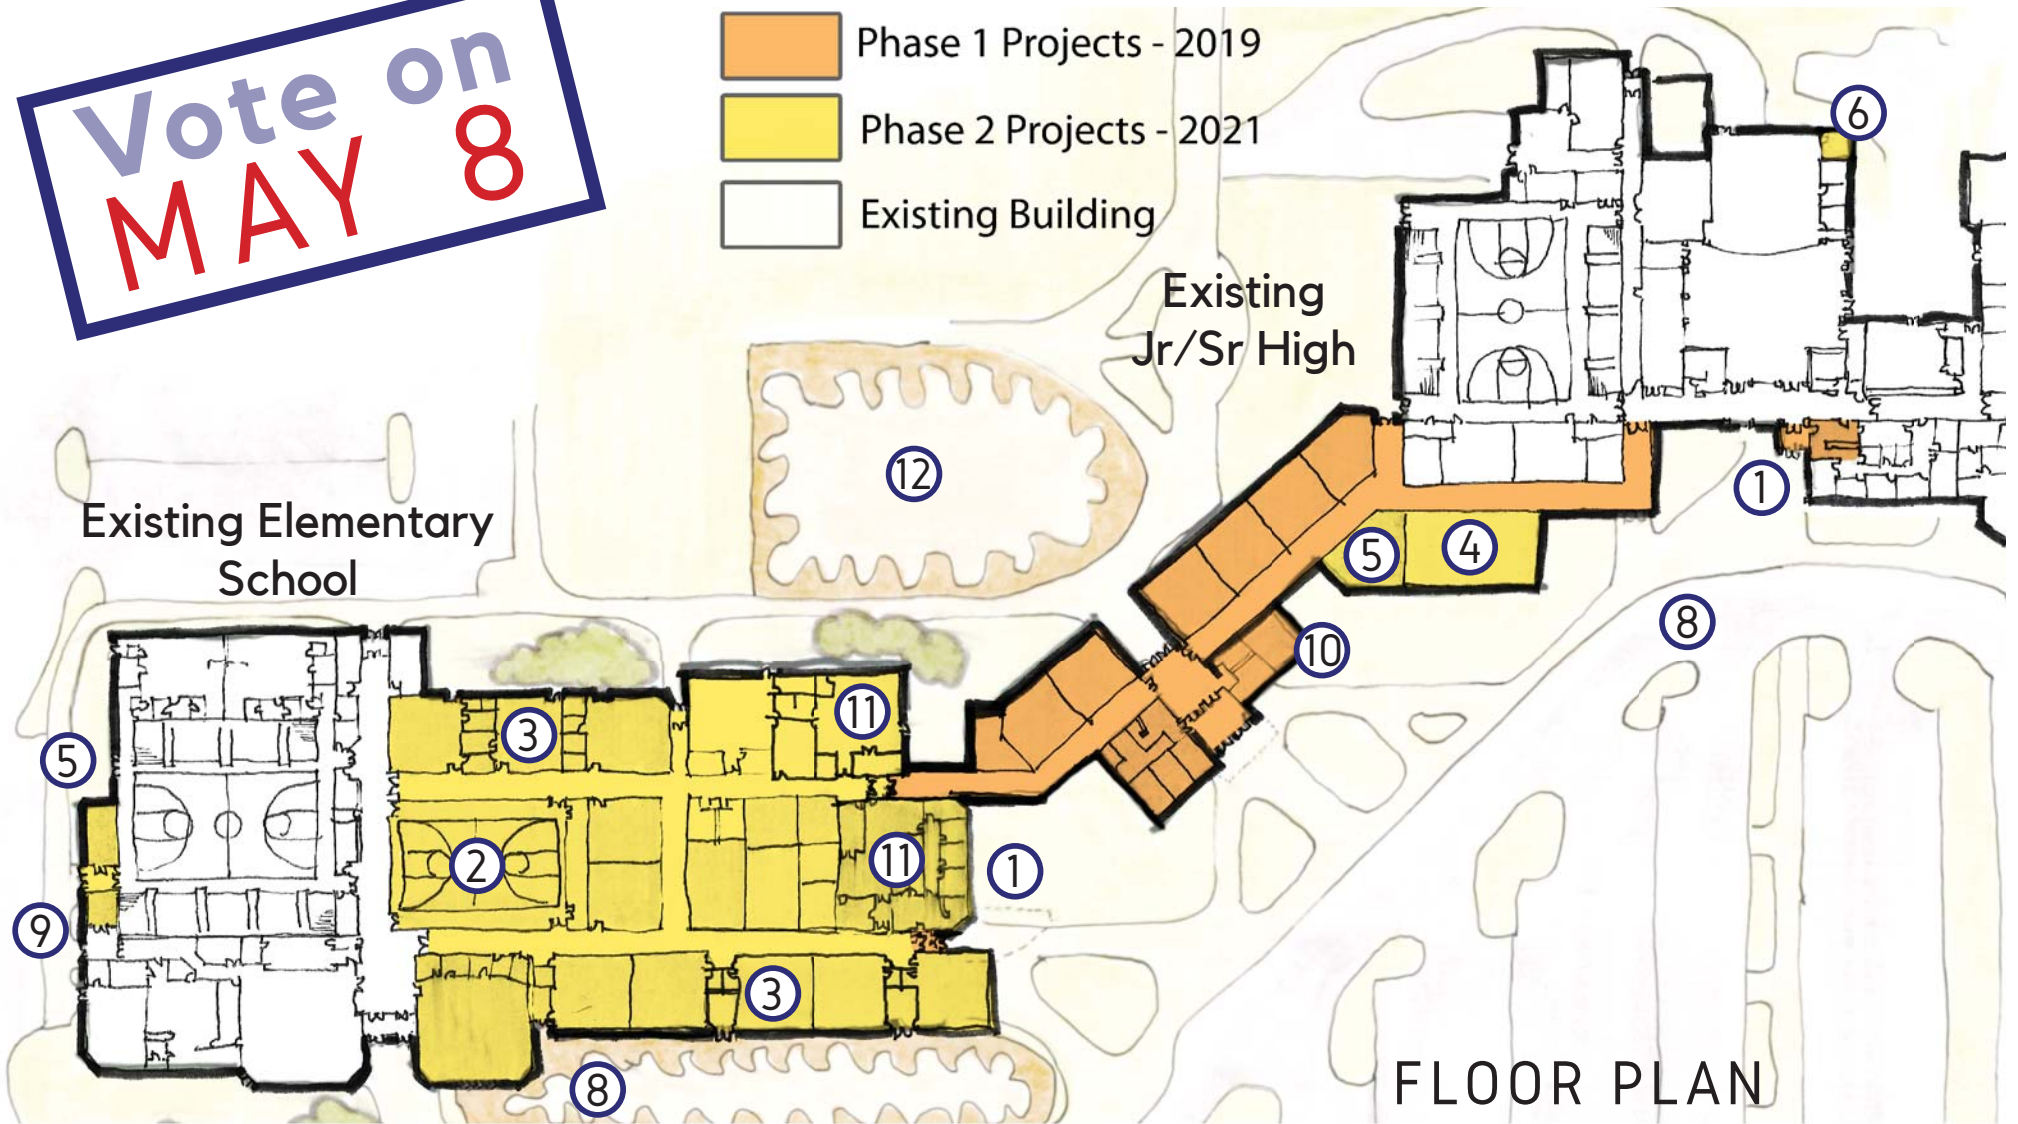 Vote on
MAY 8
Phase 1 Projects - 2019
Phase 2 Projects - 2021
Existing Building
6
Existing
Jr/Sr High
12
1
Existing Elementary
School
5
4
8
10
3
11
5
2
11
1
9
3
8
FLOOR PLAN